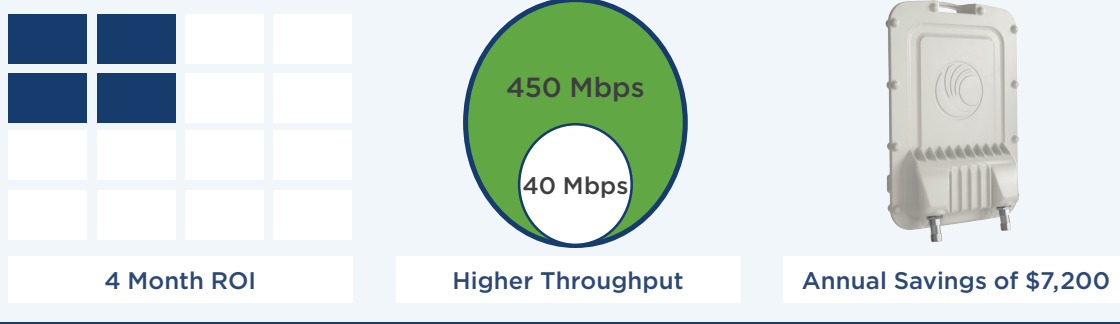 450 Mbps
40 Mbps
4 Month ROI
Higher Throughput
Annual Savings of $7,200